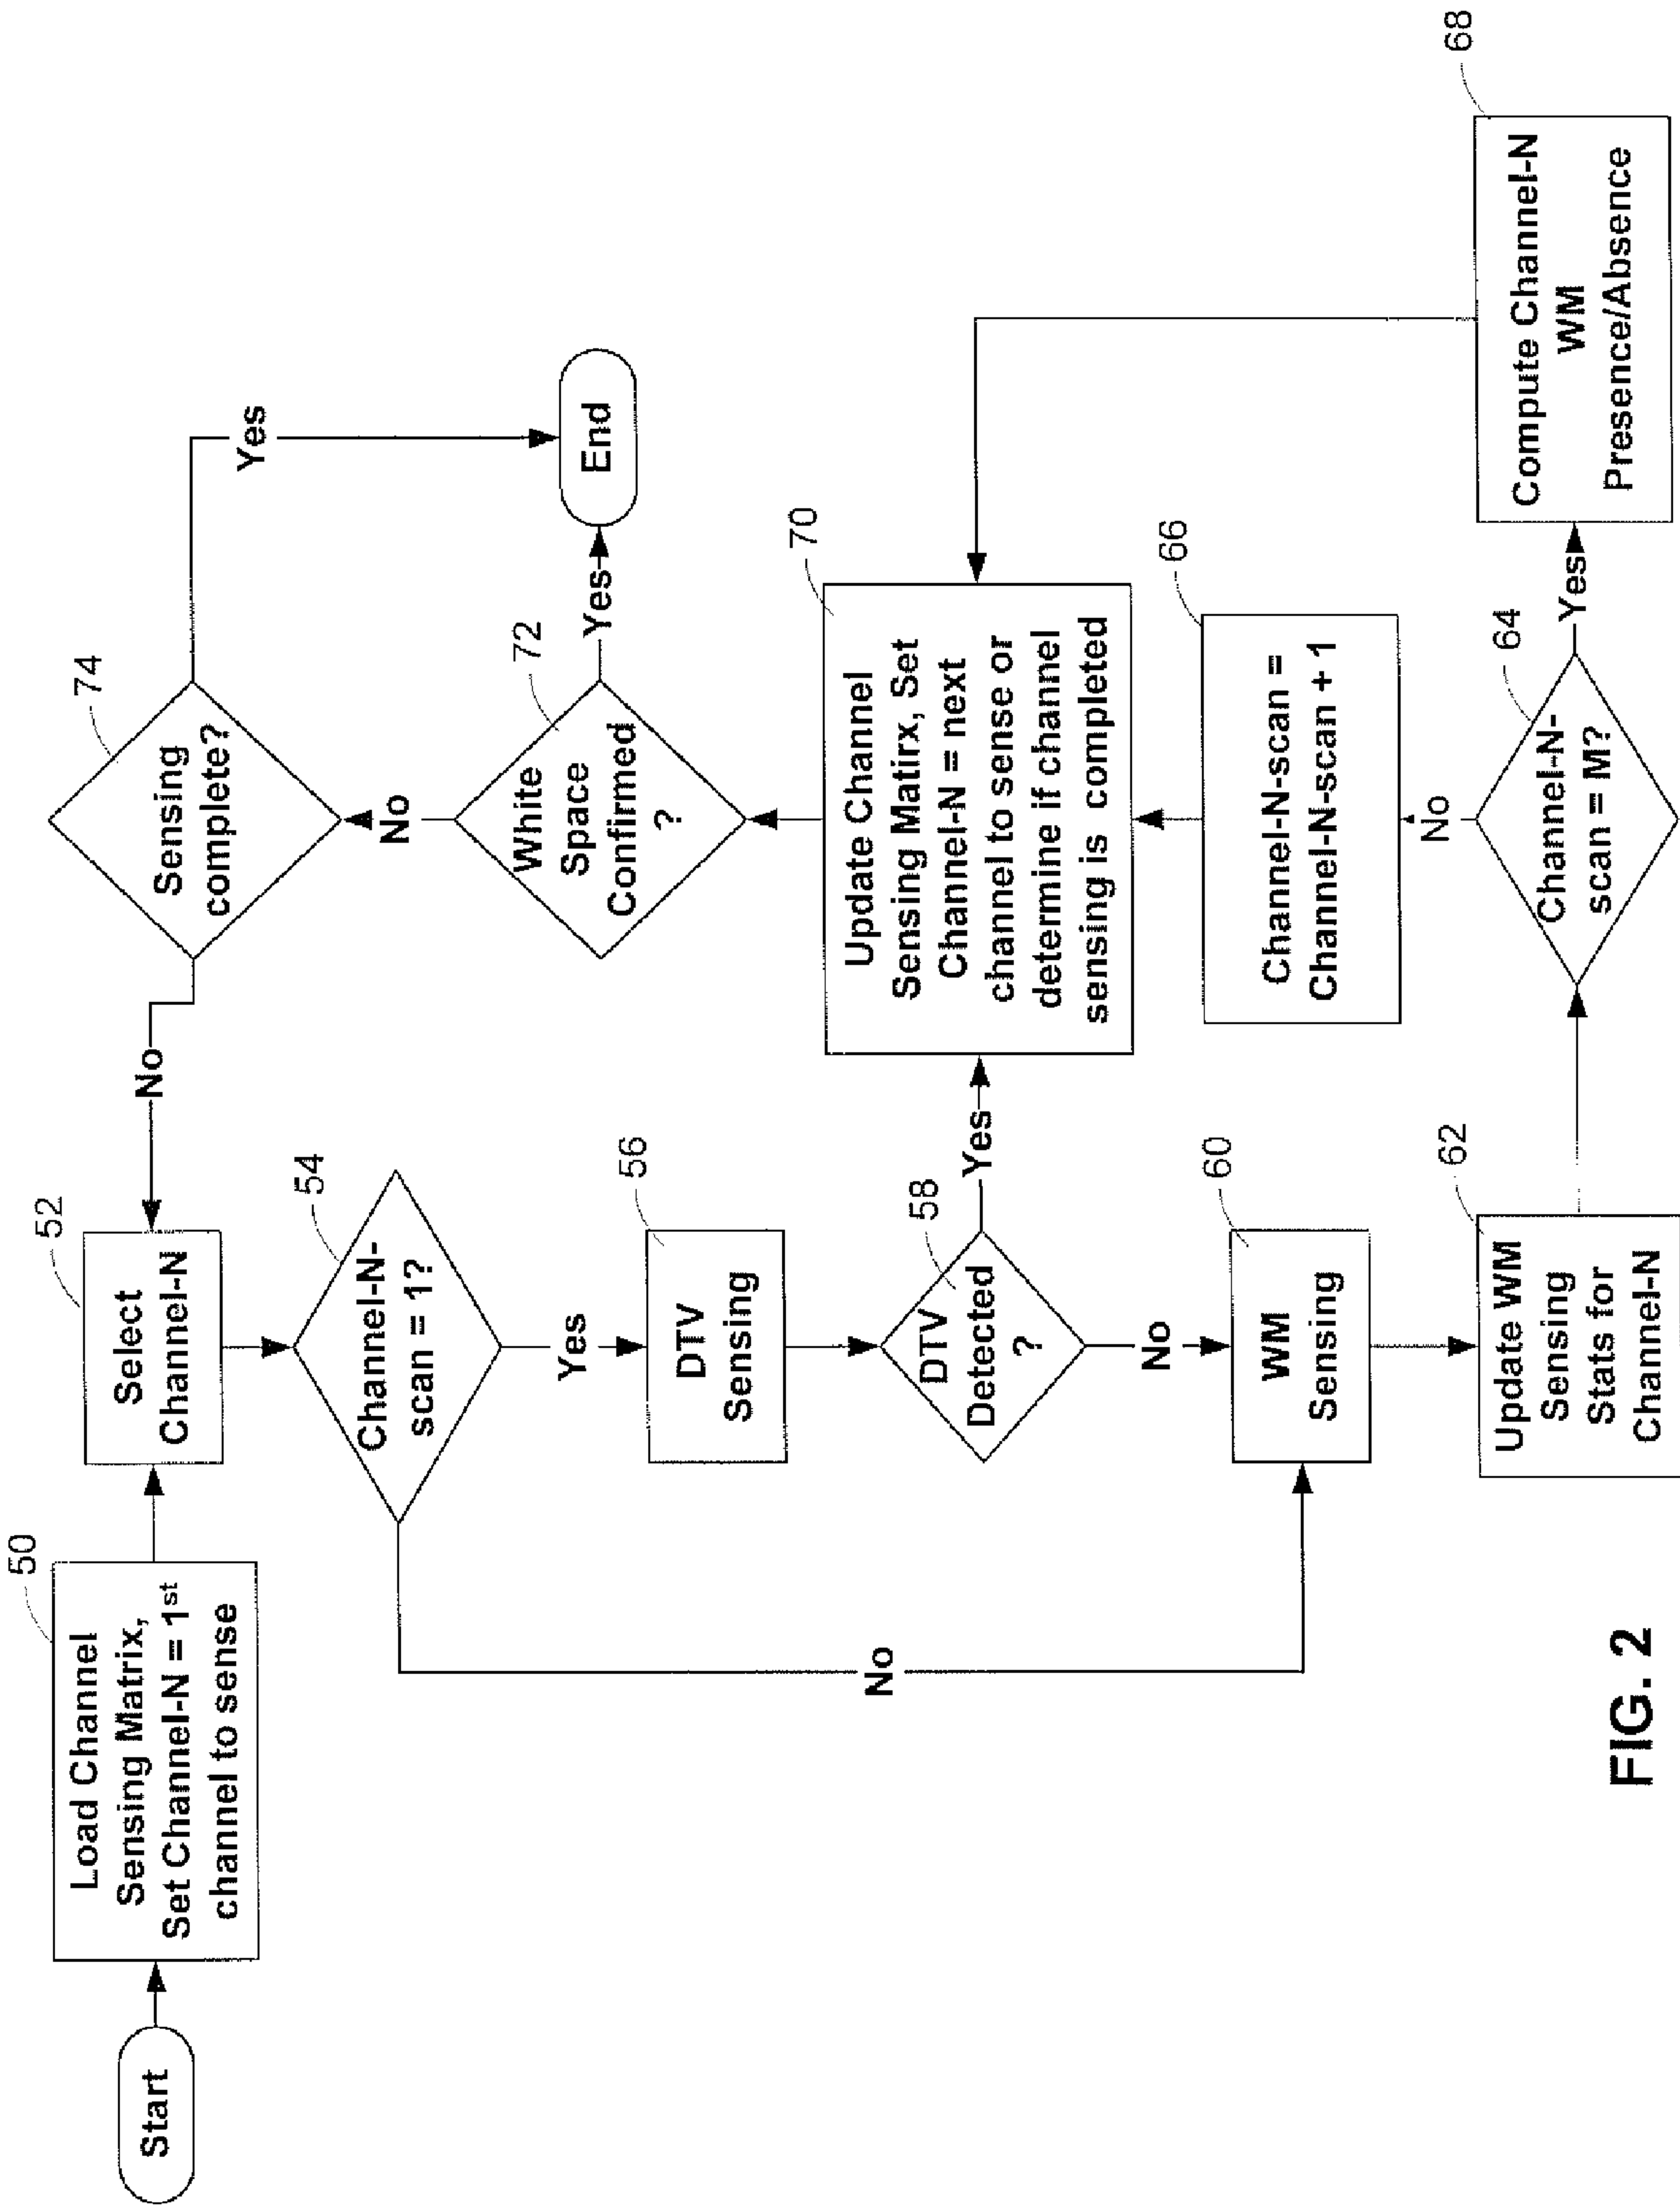 Start
50
Load Channel
Sensing Matrix,
Set Channel-N = 1st
channel to sense
52
Select
Channel-N
No
74
Sensing
complete?
Yes
54
Channel-N-
scan = 1?
Yes
No
56
DTV
Sensing
58
DTV
Detected
?
Yes
No
60
WM
Sensing
62
Update WM
Sensing
Stats for
Channel-N
64
Channel-N-
scan = M?
Yes
No
66
Channel-N-scan =
Channel-N-scan + 1
68
Compute Channel-N
WM
Presence/Absence
70
Update Channel
Sensing Matirx, Set
Channel-N = next
channel to sense or
determine if channel
sensing is completed
72
White
Space
Confirmed
?
Yes
No
End
FIG. 2